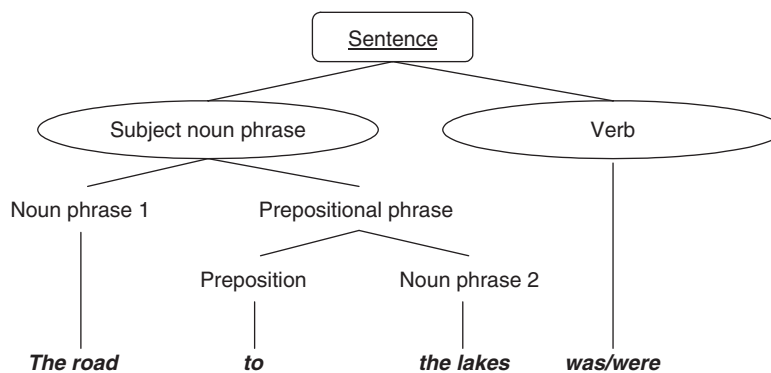 Sentence
Subject noun phrase
Verb
Noun phrase 1
Prepositional phrase
Preposition
Noun phrase 2
The road to the lakes was/were